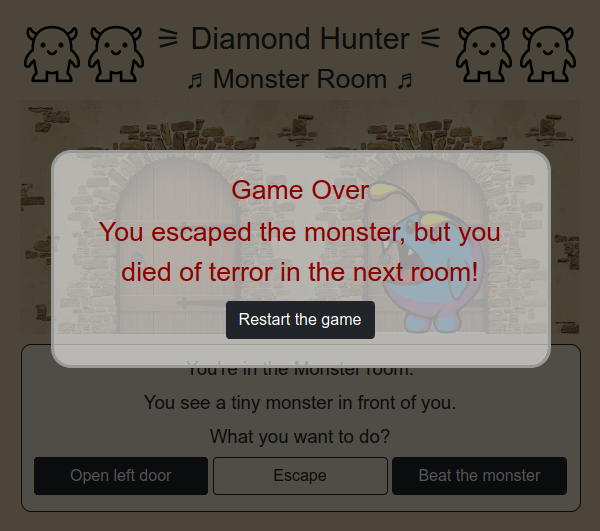 ⚞ Diamond Hunter ⚟
♬ Monster Room ♬
Game Over
You escaped the monster, but you
died of terror in the next room!
Restart the game
You're in the Monster room.
You see a tiny monster in front of you.
What you want to do?
Open left door
Escape
Beat the monster